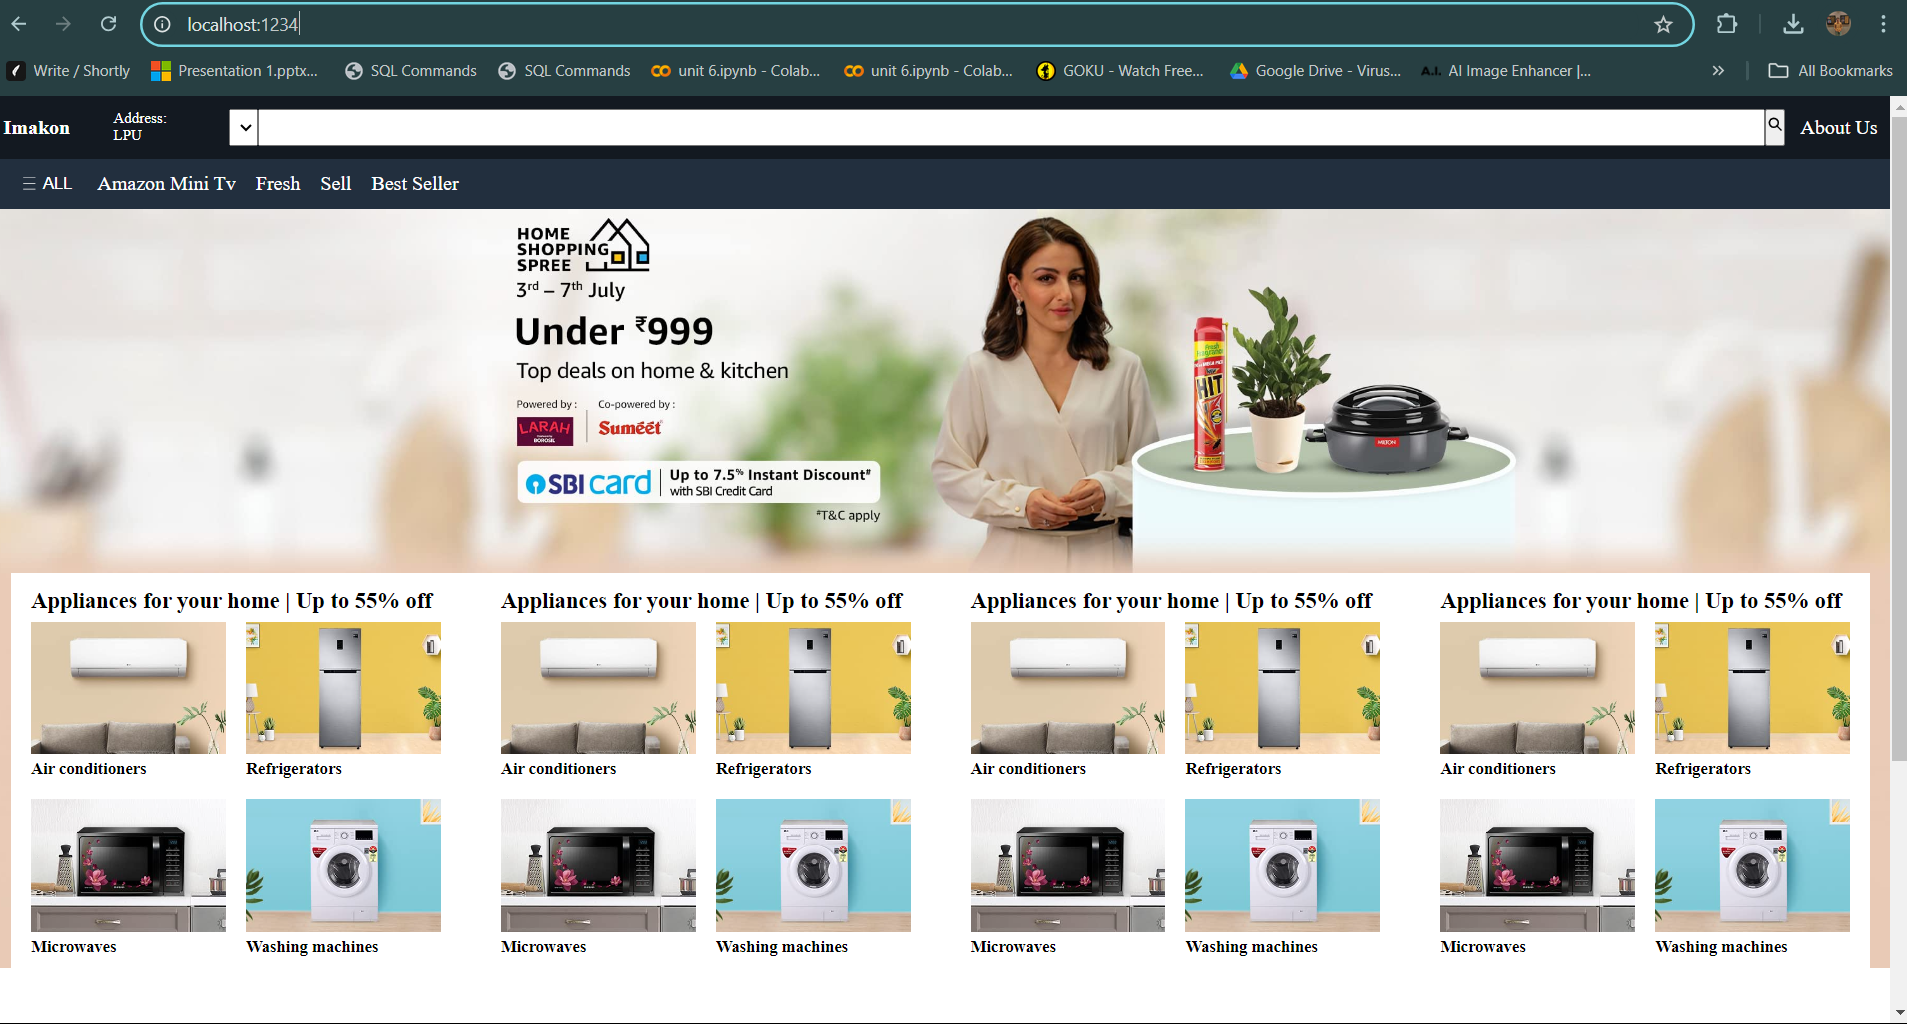 localhost:1234
Write / Shortly
Presentation 1.pptx...
SQL Commands
SQL Commands
unit 6.ipynb - Colab...
unit 6.ipynb - Colab...
GOKU - Watch Free...
Google Drive - Virus...
A.I. AI Image Enhancer |...
»
All Bookmarks
Imakon
Address:
LPU
About Us
ALL
Amazon Mini Tv
Fresh
Sell
Best Seller
HOME
SHOPPING
SPREE
3rd – 7th July
Under ₹999
Top deals on home & kitchen
Powered by :
Co-powered by :
LARAH
BOROSIL
Sumeet
SBI card
Up to 7.5% Instant Discount#
with SBI Credit Card
#T&C apply
HIT
MILTON
Appliances for your home | Up to 55% off
Appliances for your home | Up to 55% off
Appliances for your home | Up to 55% off
Appliances for your home | Up to 55% off
Air conditioners
Refrigerators
Air conditioners
Refrigerators
Air conditioners
Refrigerators
Air conditioners
Refrigerators
Microwaves
Washing machines
Microwaves
Washing machines
Microwaves
Washing machines
Microwaves
Washing machines